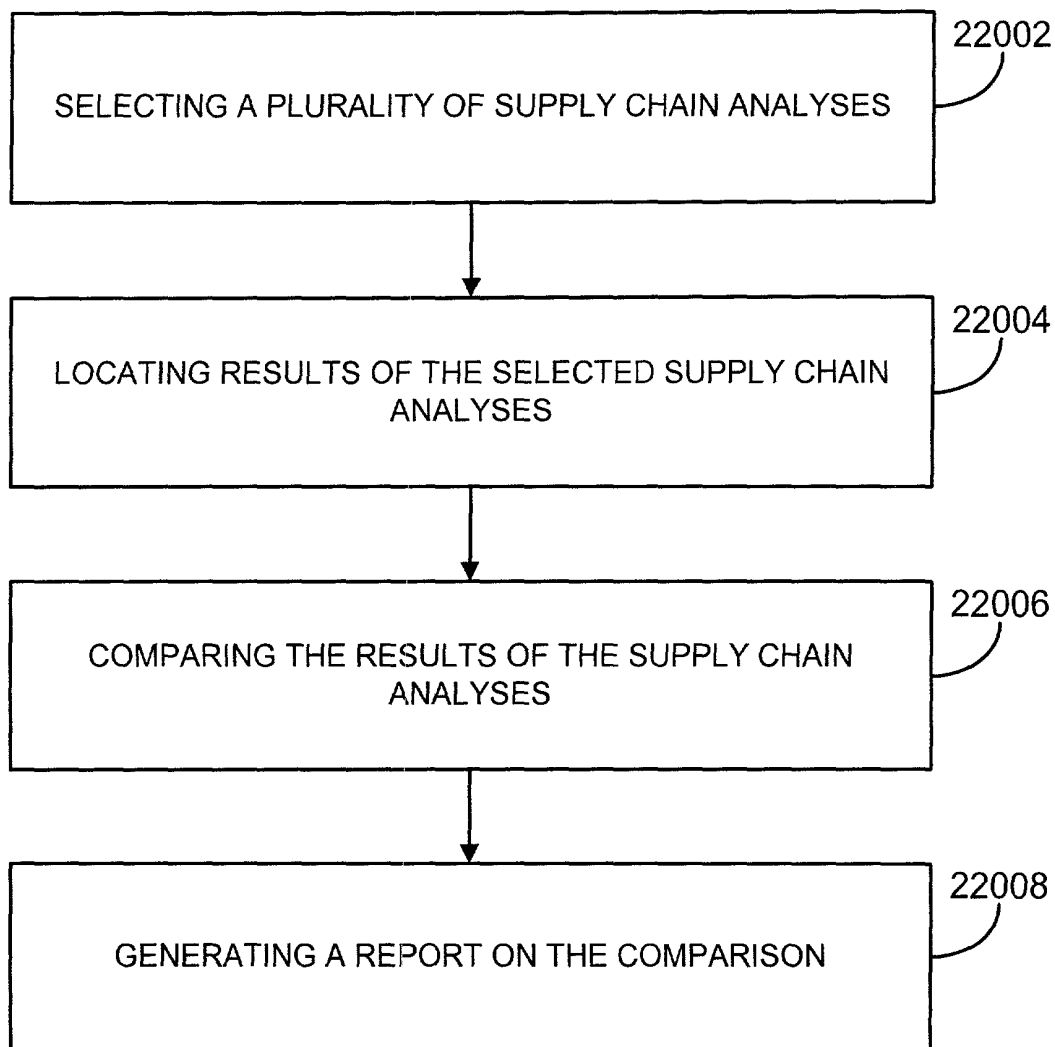 22002
SELECTING A PLURALITY OF SUPPLY CHAIN ANALYSES
22004
LOCATING RESULTS OF THE SELECTED SUPPLY CHAIN
ANALYSES
22006
COMPARING THE RESULTS OF THE SUPPLY CHAIN
ANALYSES
22008
GENERATING A REPORT ON THE COMPARISON